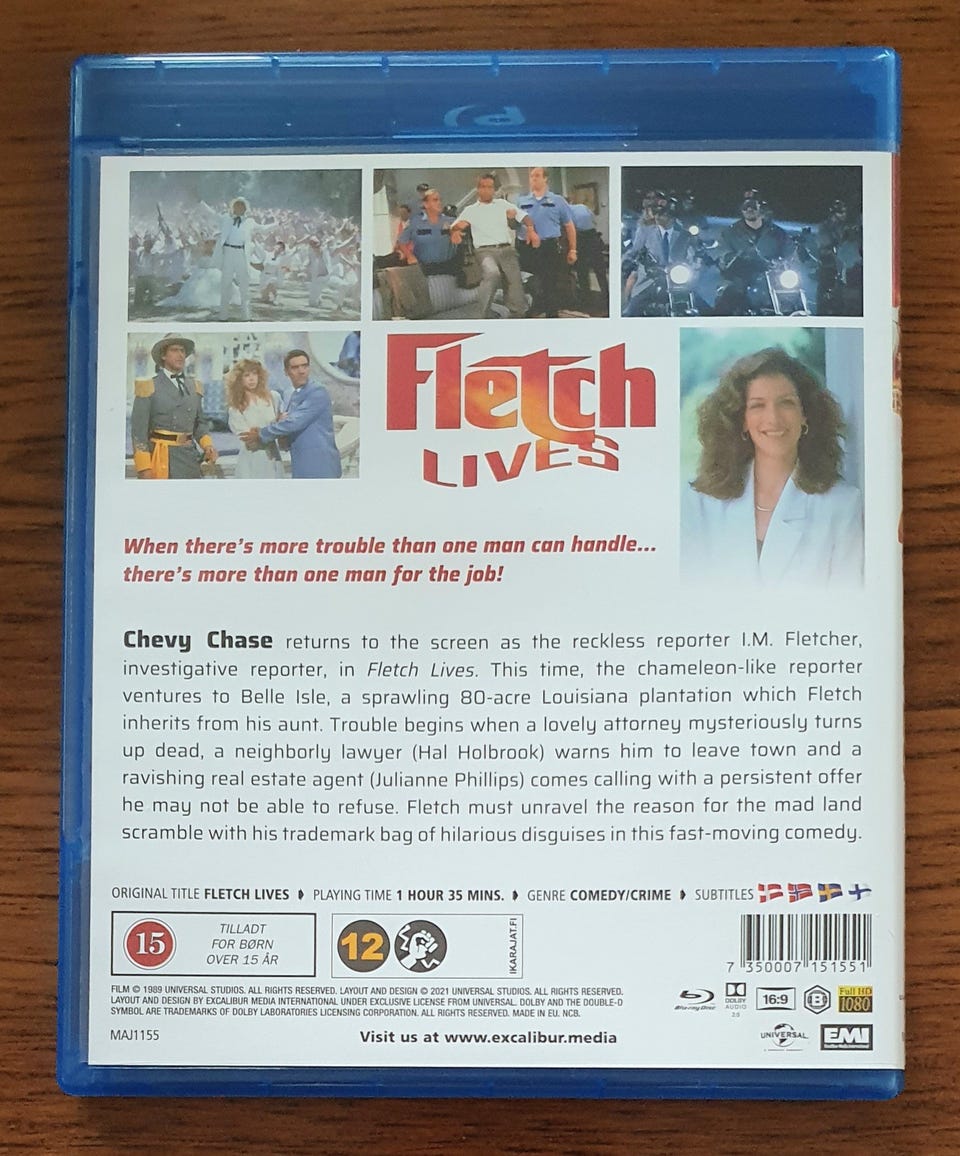 Fletch
LIVES
When there's more trouble than one man can handle...
there's more than one man for the job!
Chevy Chase returns to the screen as the reckless reporter I.M. Fletcher,
investigative reporter, in Fletch Lives. This time, the chameleon-like reporter
ventures to Belle Isle, a sprawling 80-acre Louisiana plantation which Fletch
inherits from his aunt. Trouble begins when a lovely attorney mysteriously turns
up dead, a neighborly lawyer (Hal Holbrook) warns him to leave town and a
ravishing real estate agent (Julianne Phillips) comes calling with a persistent offer
he may not be able to refuse. Fletch must unravel the reason for the mad land
scramble with his trademark bag of hilarious disguises in this fast-moving comedy.
ORIGINAL TITLE FLETCH LIVES PLAYING TIME 1 HOUR 35 MINS. GENRE COMEDY/CRIME SUBTITLES
15
TILLADT
FOR BØRN
OVER 15 ÅR
12
IKARAJAT.FI
7 350007 151551
FILM © 1989 UNIVERSAL STUDIOS. ALL RIGHTS RESERVED. LAYOUT AND DESIGN © 2021 UNIVERSAL STUDIOS. ALL RIGHTS RESERVED.
LAYOUT AND DESIGN BY EXCALIBUR MEDIA INTERNATIONAL UNDER EXCLUSIVE LICENSE FROM UNIVERSAL. DOLBY AND THE DOUBLE-D
SYMBOL ARE TRADEMARKS OF DOLBY LABORATORIES LICENSING CORPORATION. ALL RIGHTS RESERVED. MADE IN EU. NCB.
Blu-ray Disc
DOLBY
AUDIO
2.0
16:9
B
Full HD
1080
MAJ1155
Visit us at www.excalibur.media
UNIVERSAL
EMI